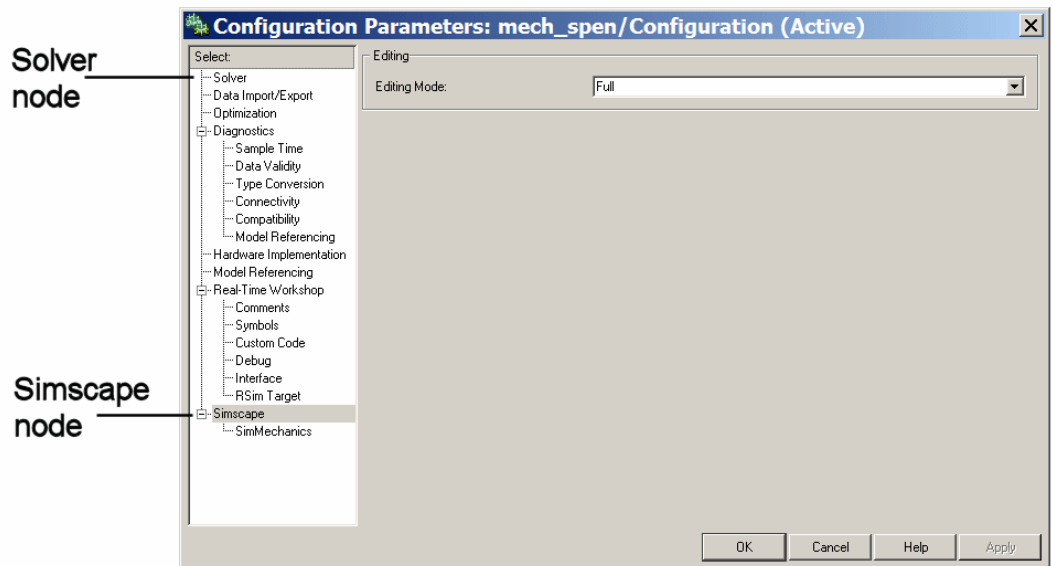 Configuration Parameters: mech_spen/Configuration (Active)
Solver
node
Simscape
node
Select:
Solver
Data Import/Export
Optimization
Diagnostics
Sample Time
Data Validity
Type Conversion
Connectivity
Compatibility
Model Referencing
Hardware Implementation
Model Referencing
Real-Time Workshop
Comments
Symbols
Custom Code
Debug
Interface
RSim Target
Simscape
SimMechanics
Editing
Editing Mode: Full
OK Cancel Help Apply